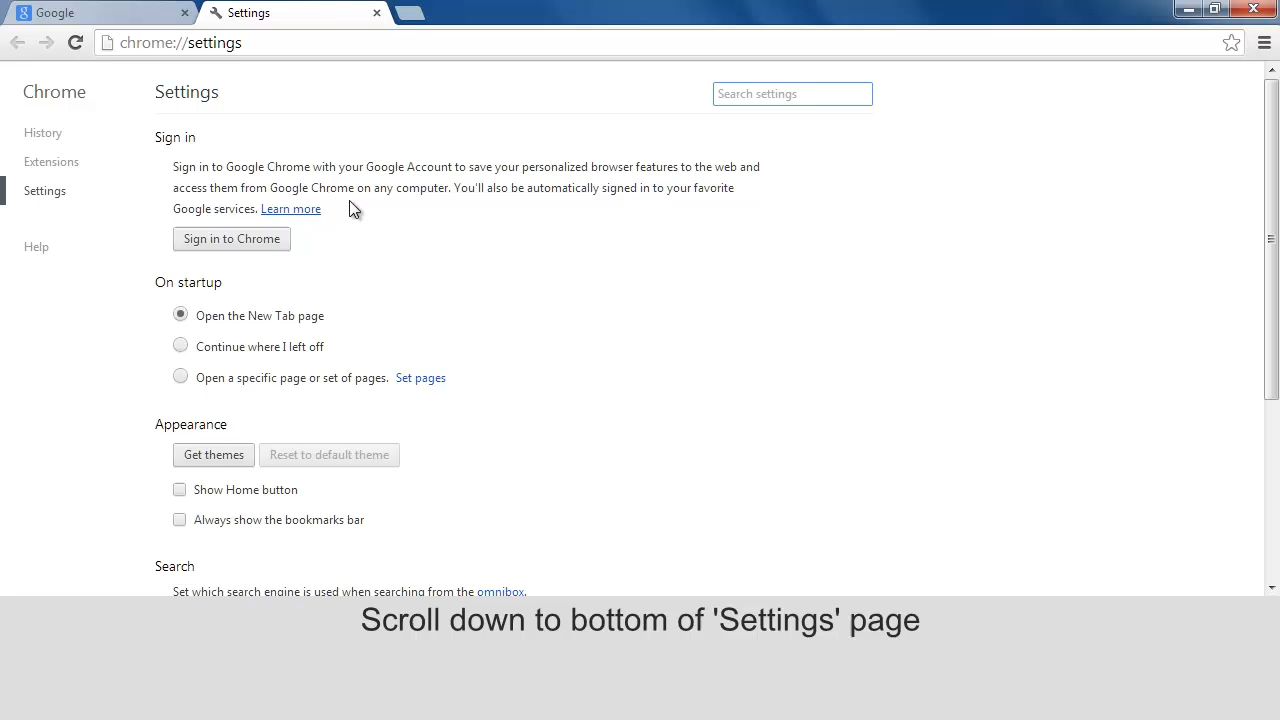 Google
Settings
chrome://settings
Chrome
Settings
Search settings
History
Extensions
Settings
Help
Sign in
Sign in to Google Chrome with your Google Account to save your personalized browser features to the web and
access them from Google Chrome on any computer. You'll also be automatically signed in to your favorite
Google services. Learn more
Sign in to Chrome
On startup
Open the New Tab page
Continue where I left off
Open a specific page or set of pages. Set pages
Appearance
Get themes Reset to default theme
Show Home button
Always show the bookmarks bar
Search
Set which search engine is used when searching from the omnibox.
Scroll down to bottom of 'Settings' page